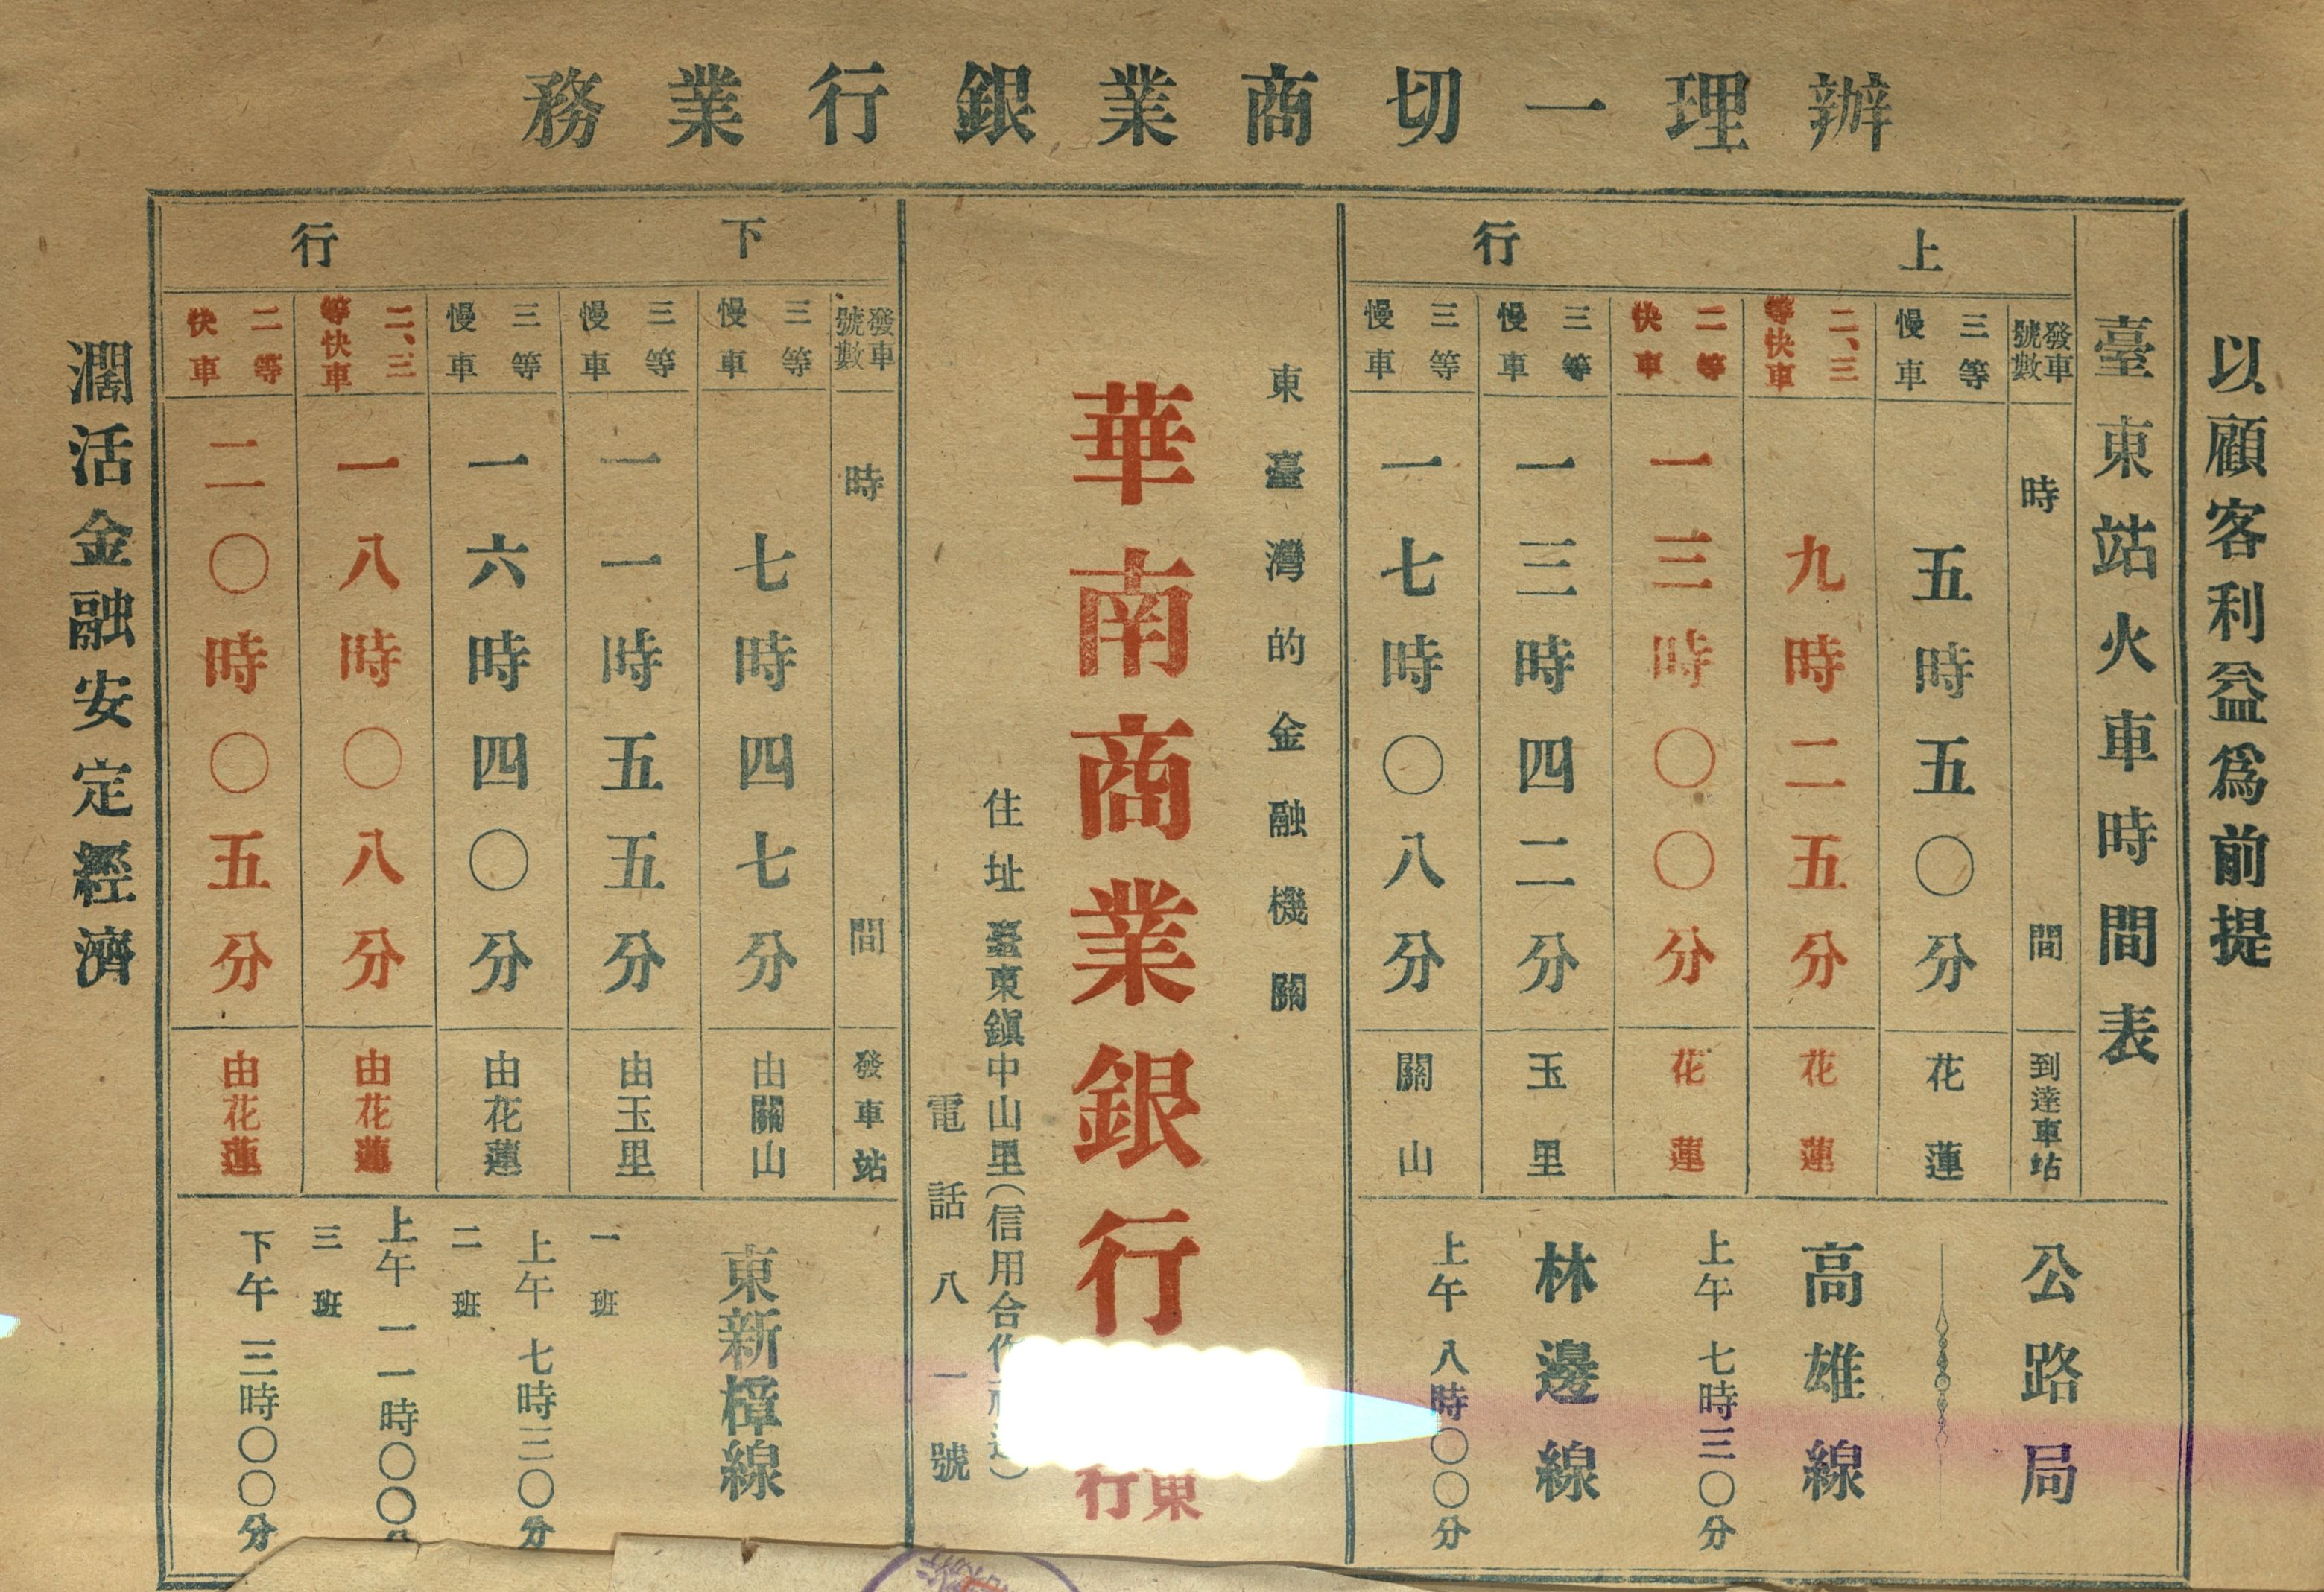 辦理一切商業銀行業務
以顧客利益爲前提
臺東站火車時間表
上行
發車號數
時間
到達車站
三等慢車
五時五〇分
花蓮
二、三等快車
九時二五分
花蓮
二等快車
一三時〇〇分
花蓮
三等慢車
一三時四二分
玉里
三等慢車
一七時〇八分
關山
公路局
高雄線
上午七時三〇分
林邊線
上午八時〇〇分
東臺灣的金融機關
華南商業銀行
東
行
住址臺東鎭中山里(信用合作
)
電話八一號
下行
發車號數
時間
發車站
三等慢車
七時四七分
由關山
三等慢車
一一時五五分
由玉里
三等慢車
一六時四〇分
由花蓮
二、三等快車
一八時〇八分
由花蓮
二等快車
二〇時〇五分
由花蓮
東新樟線
一班
上午七時三〇分
二班
上午一一時〇〇分
三班
下午三時〇〇分
濶活金融安定經濟